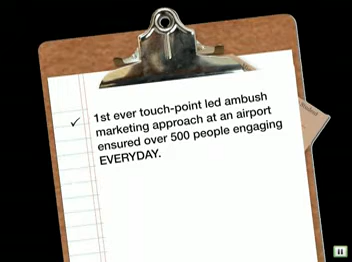 ✓ 1st ever touch-point led ambush
marketing approach at an airport
ensured over 500 people engaging
EVERYDAY.